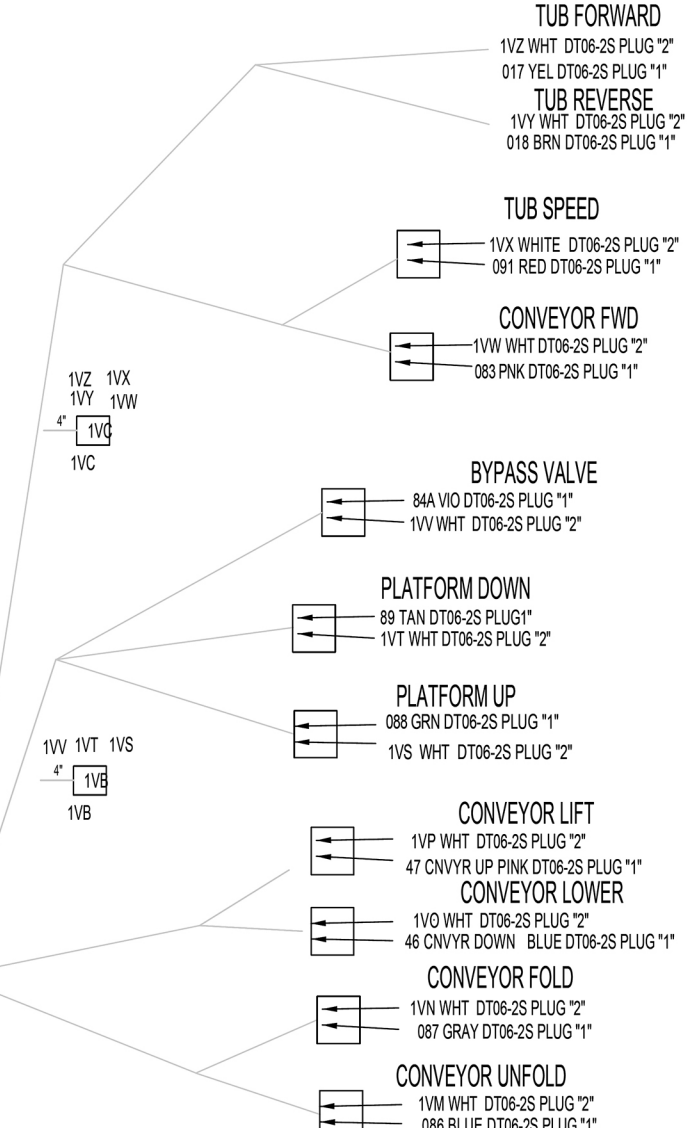 TUB FORWARD
1VZ WHT DT06-2S PLUG "2"
017 YEL DT06-2S PLUG "1"
TUB REVERSE
1VY WHT DT06-2S PLUG "2"
018 BRN DT06-2S PLUG "1"
TUB SPEED
1VX WHITE DT06-2S PLUG "2"
091 RED DT06-2S PLUG "1"
CONVEYOR FWD
1VW WHT DT06-2S PLUG "2"
083 PNK DT06-2S PLUG "1"
1VZ 1VX
1VY 1VW
4" 1VC
1VC
BYPASS VALVE
84A VIO DT06-2S PLUG "1"
1VV WHT DT06-2S PLUG "2"
PLATFORM DOWN
89 TAN DT06-2S PLUG1"
1VT WHT DT06-2S PLUG "2"
PLATFORM UP
088 GRN DT06-2S PLUG "1"
1VS WHT DT06-2S PLUG "2"
1VV 1VT 1VS
4" 1VB
1VB
CONVEYOR LIFT
1VP WHT DT06-2S PLUG "2"
47 CNVYR UP PINK DT06-2S PLUG "1"
CONVEYOR LOWER
1VO WHT DT06-2S PLUG "2"
46 CNVYR DOWN BLUE DT06-2S PLUG "1"
CONVEYOR FOLD
1VN WHT DT06-2S PLUG "2"
087 GRAY DT06-2S PLUG "1"
CONVEYOR UNFOLD
1VM WHT DT06-2S PLUG "2"
086 BLUE DT06-2S PLUG "1"